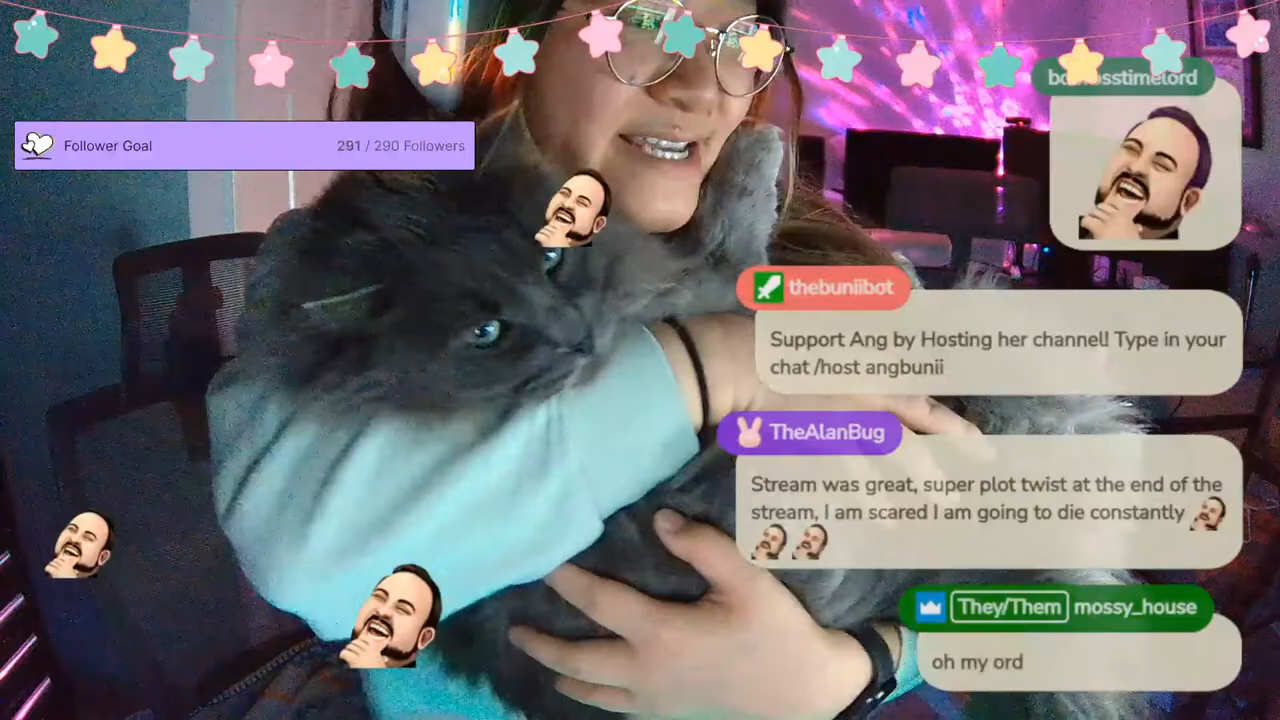 Follower Goal
291 / 290 Followers
thebuniibot
Support Ang by Hosting her channel! Type in your
chat /host angbunii
TheAlanBug
Stream was great, super plot twist at the end of the
stream, I am scared I am going to die constantly
They/Them mossy_house
oh my ord